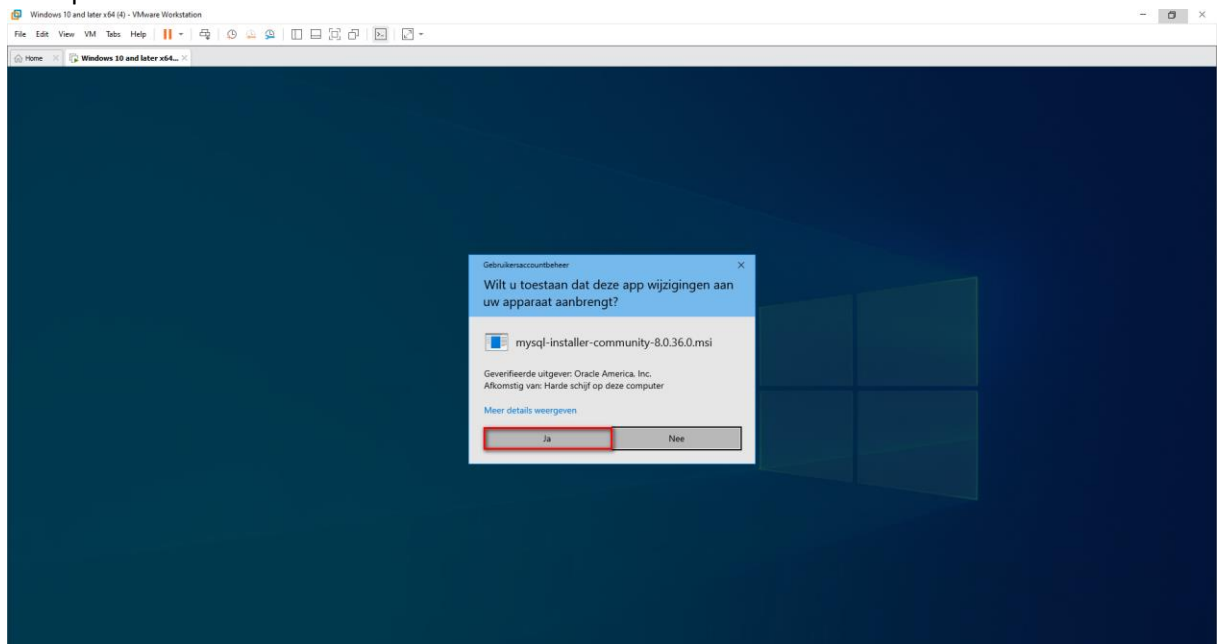 Windows 10 and later x64 (4) - VMware Workstation
File Edit View VM Tabs Help
Home Windows 10 and later x64...
Gebruikersaccountbeheer
Wilt u toestaan dat deze app wijzigingen aan
uw apparaat aanbrengt?
mysql-installer-community-8.0.36.0.msi
Geverifieerde uitgever: Oracle America, Inc.
Afkomstig van: Harde schijf op deze computer
Meer details weergeven
Ja Nee